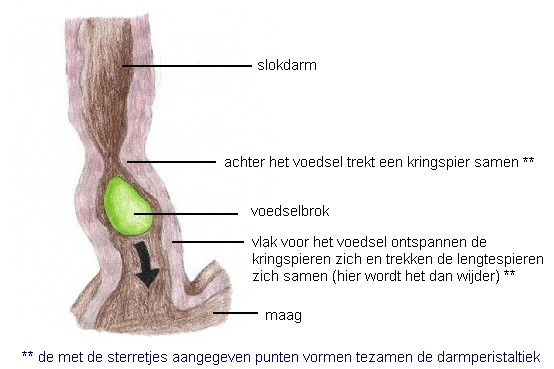 slokdarm
achter het voedsel trekt een kringspier samen **
voedselbrok
vlak voor het voedsel ontspannen de
kringspieren zich en trekken de lengtespieren
zich samen (hier wordt het dan wijder) **
maag
** de met de sterretjes aangegeven punten vormen tezamen de darmperistaltiek